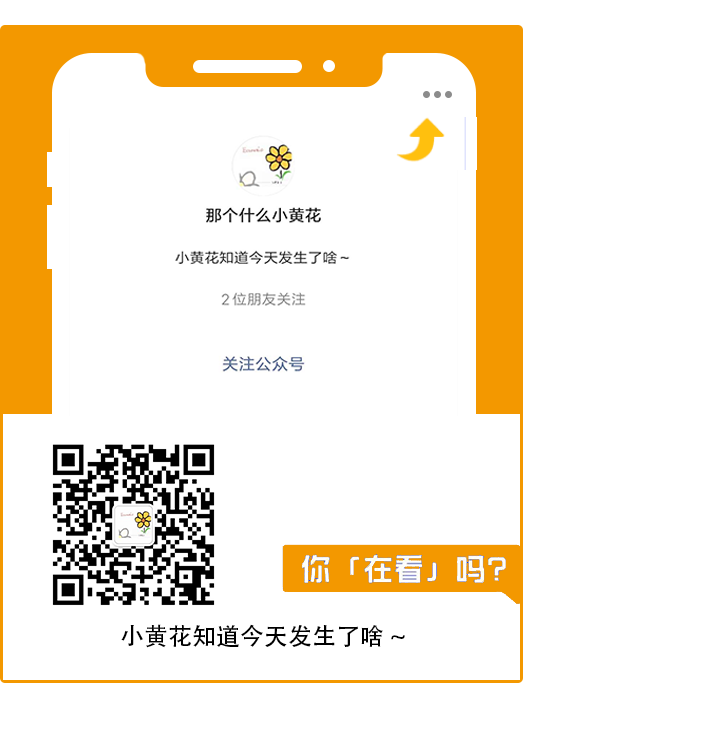 那个什么小黄花
小黄花知道今天发生了啥~
2位朋友关注
关注公众号
你「在看」吗?
小黄花知道今天发生了啥~